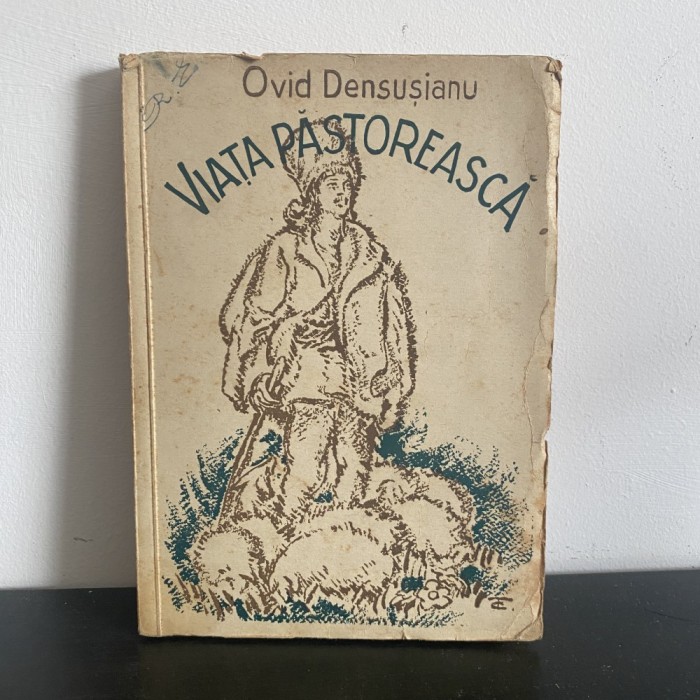 Ovid Densușianu
VIAȚA PĂSTOREASCĂ